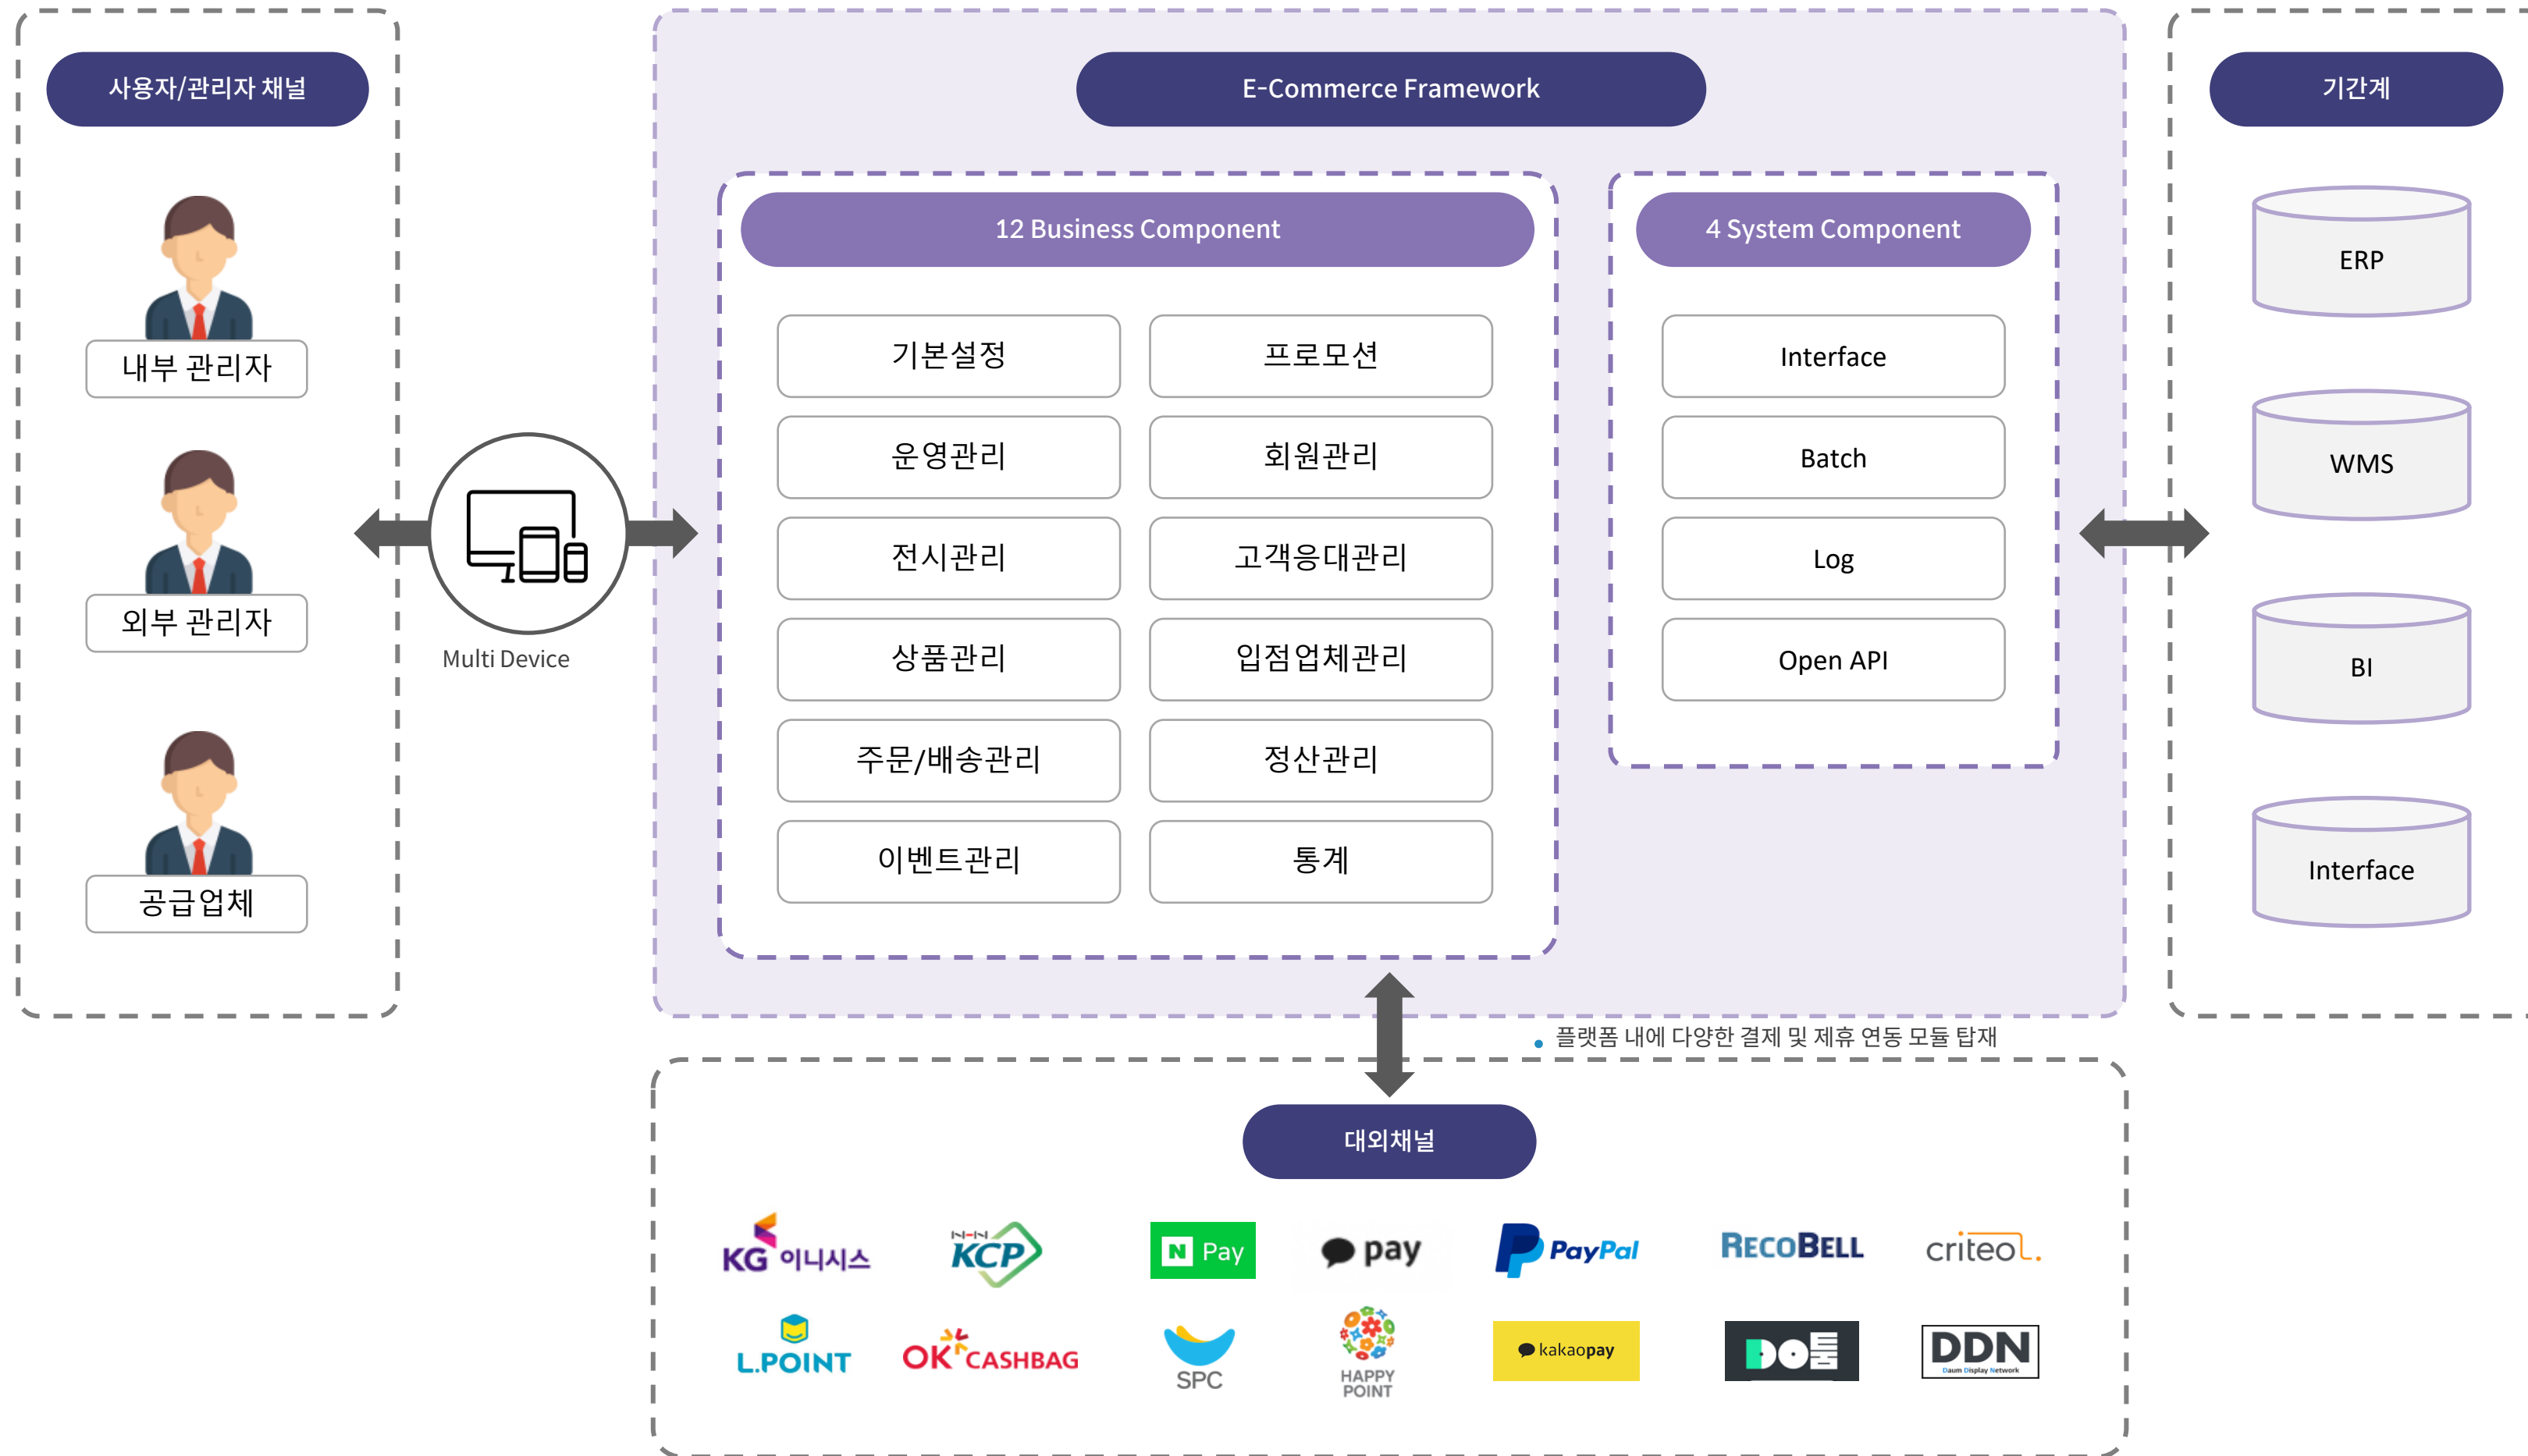 사용자/관리자 채널
내부 관리자
외부 관리자
공급업체
Multi Device
E-Commerce Framework
12 Business Component
기본설정
프로모션
운영관리
회원관리
전시관리
고객응대관리
상품관리
입점업체관리
주문/배송관리
정산관리
이벤트관리
통계
4 System Component
Interface
Batch
Log
Open API
기간계
ERP
WMS
BI
Interface
플랫폼 내에 다양한 결제 및 제휴 연동 모듈 탑재
대외채널
KG 이니시스
NHN
KCP
N Pay
pay
PayPal
RECOBELL
criteo
L.POINT
OK CASHBAG
SPC
HAPPY
POINT
kakaopay
DDN
Daum Display Network